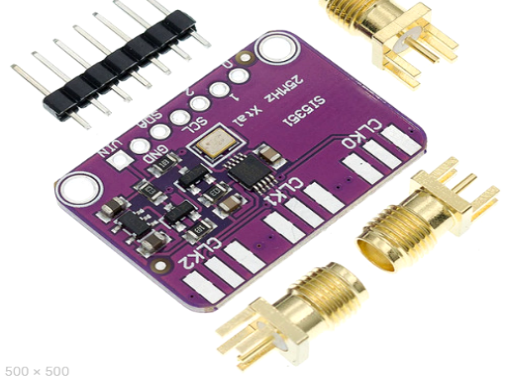 0
1
2
SCL
SDA
GND
VIN
25MHz Xtal
SI5351
CLK0
CLK1
CLK2
500 × 500